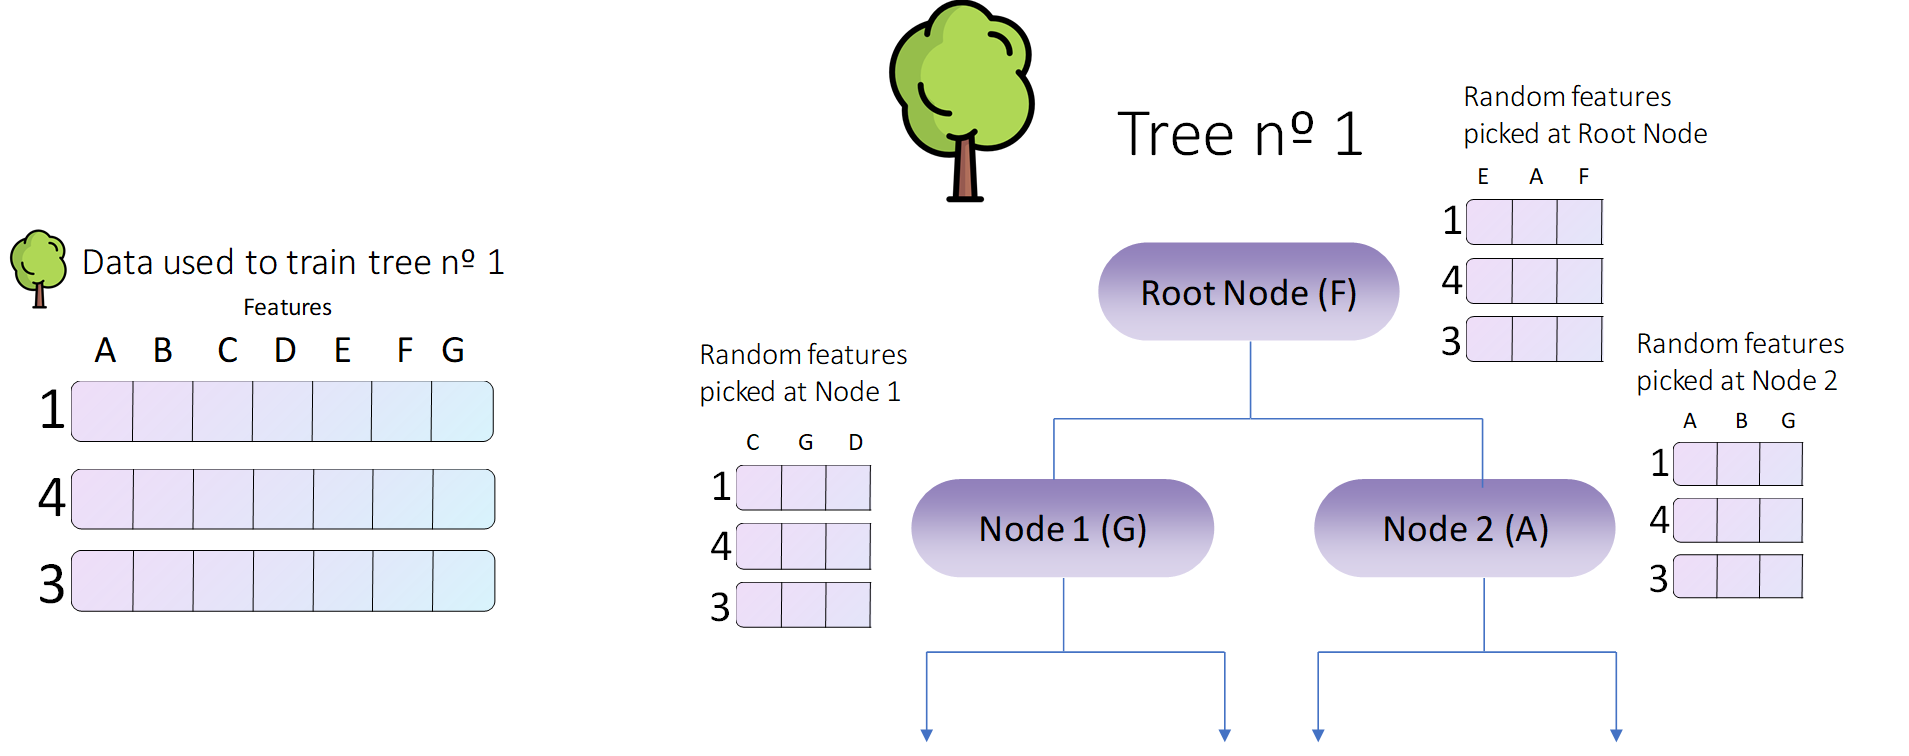 Tree nº 1
Data used to train tree nº 1
Features
A B C D E F G
1
4
3
Random features
picked at Root Node
E A F
1
4
3
Root Node (F)
Random features
picked at Node 1
C G D
1
4
3
Node 1 (G)
Node 2 (A)
Random features
picked at Node 2
A B G
1
4
3